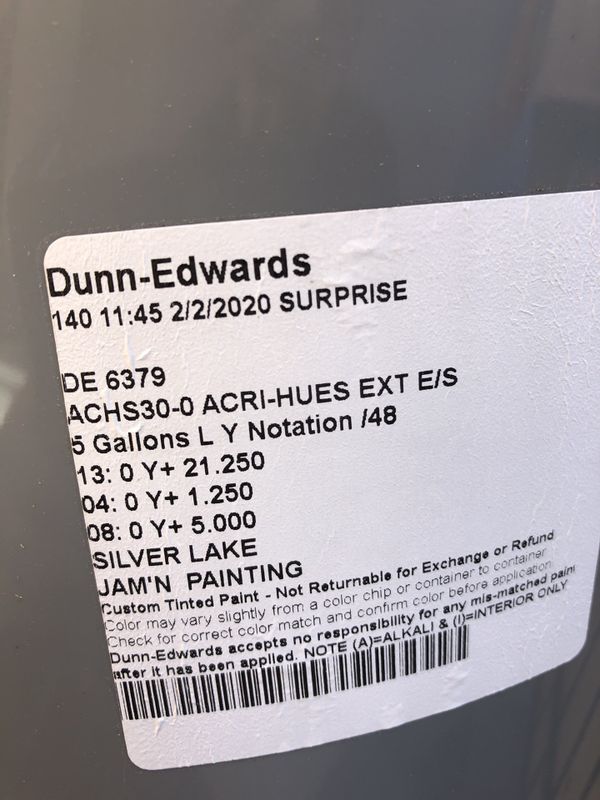 Dunn-Edwards
140 11:45 2/2/2020 SURPRISE
DE 6379
ACHS30-0 ACRI-HUES EXT E/S
5 Gallons L Y Notation /48
13: 0 Y+ 21.250
04: 0 Y+ 1.250
08: 0 Y+ 5.000
SILVER LAKE
JAM'N PAINTING
Custom Tinted Paint - Not Returnable for Exchange or Refund
Color may vary slightly from a color chip or container to container
Check for correct color match and confirm color before application
Dunn-Edwards accepts no responsibility for any mis-matched paint
after it has been applied. NOTE (A)=ALKALI & (I)=INTERIOR ONLY